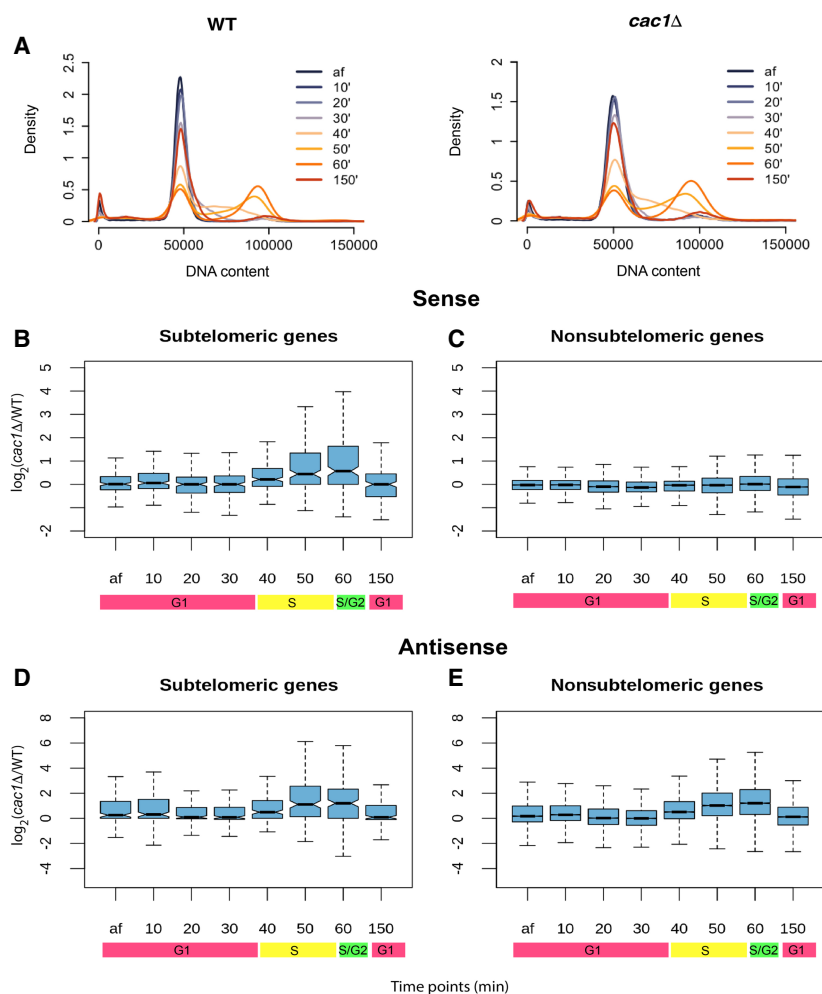 WT
cac1Δ
A
Density
2.5
2
1.5
1
0.5
0
af
10'
20'
30'
40'
50'
60'
150'
0
50000
100000
150000
DNA content
Density
2
1.5
1
0.5
0
af
10'
20'
30'
40'
50'
60'
150'
0
50000
100000
150000
DNA content
Sense
B
Subtelomeric genes
log2(cac1Δ/WT)
5
4
3
2
1
0
-2
af 10 20 30 40 50 60 150
G1 S S/G2 G1
C
Nonsubtelomeric genes
5
4
3
2
1
0
-2
af 10 20 30 40 50 60 150
G1 S S/G2 G1
Antisense
D
Subtelomeric genes
log2(cac1Δ/WT)
8
6
4
2
0
-4
af 10 20 30 40 50 60 150
G1 S S/G2 G1
E
Nonsubtelomeric genes
8
6
4
2
0
-4
af 10 20 30 40 50 60 150
G1 S S/G2 G1
Time points (min)